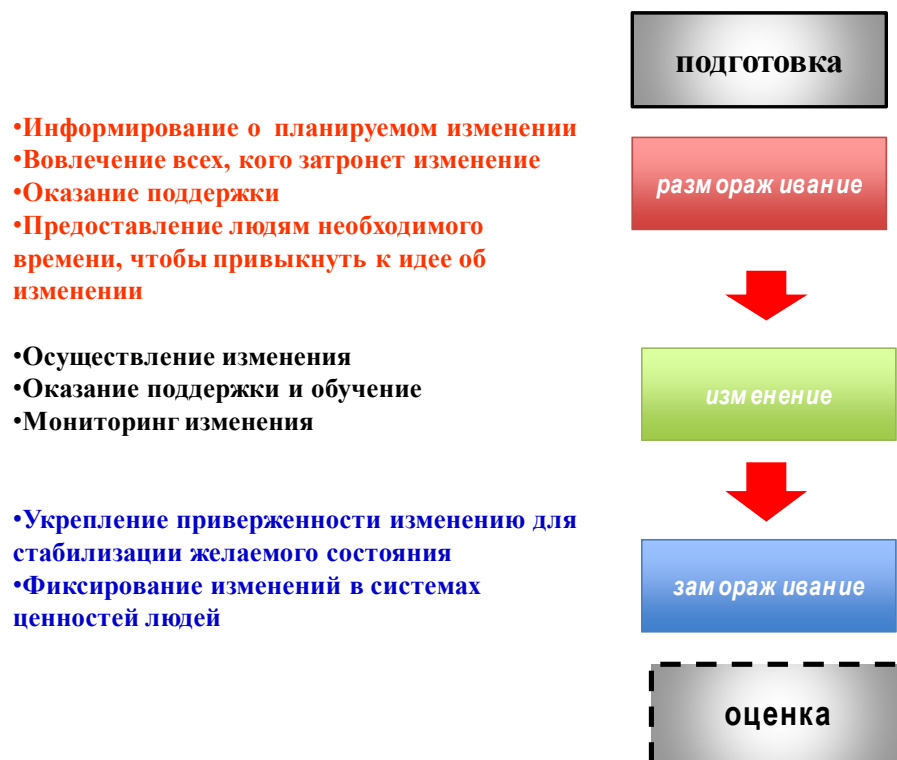 подготовка
•Информирование о планируемом изменении
•Вовлечение всех, кого затронет изменение
•Оказание поддержки
•Предоставление людям необходимого
времени, чтобы привыкнуть к идее об
изменении
размораживание
•Осуществление изменения
•Оказание поддержки и обучение
•Мониторинг изменения
изменение
•Укрепление приверженности изменению для
стабилизации желаемого состояния
•Фиксирование изменений в системах
ценностей людей
замораживание
оценка